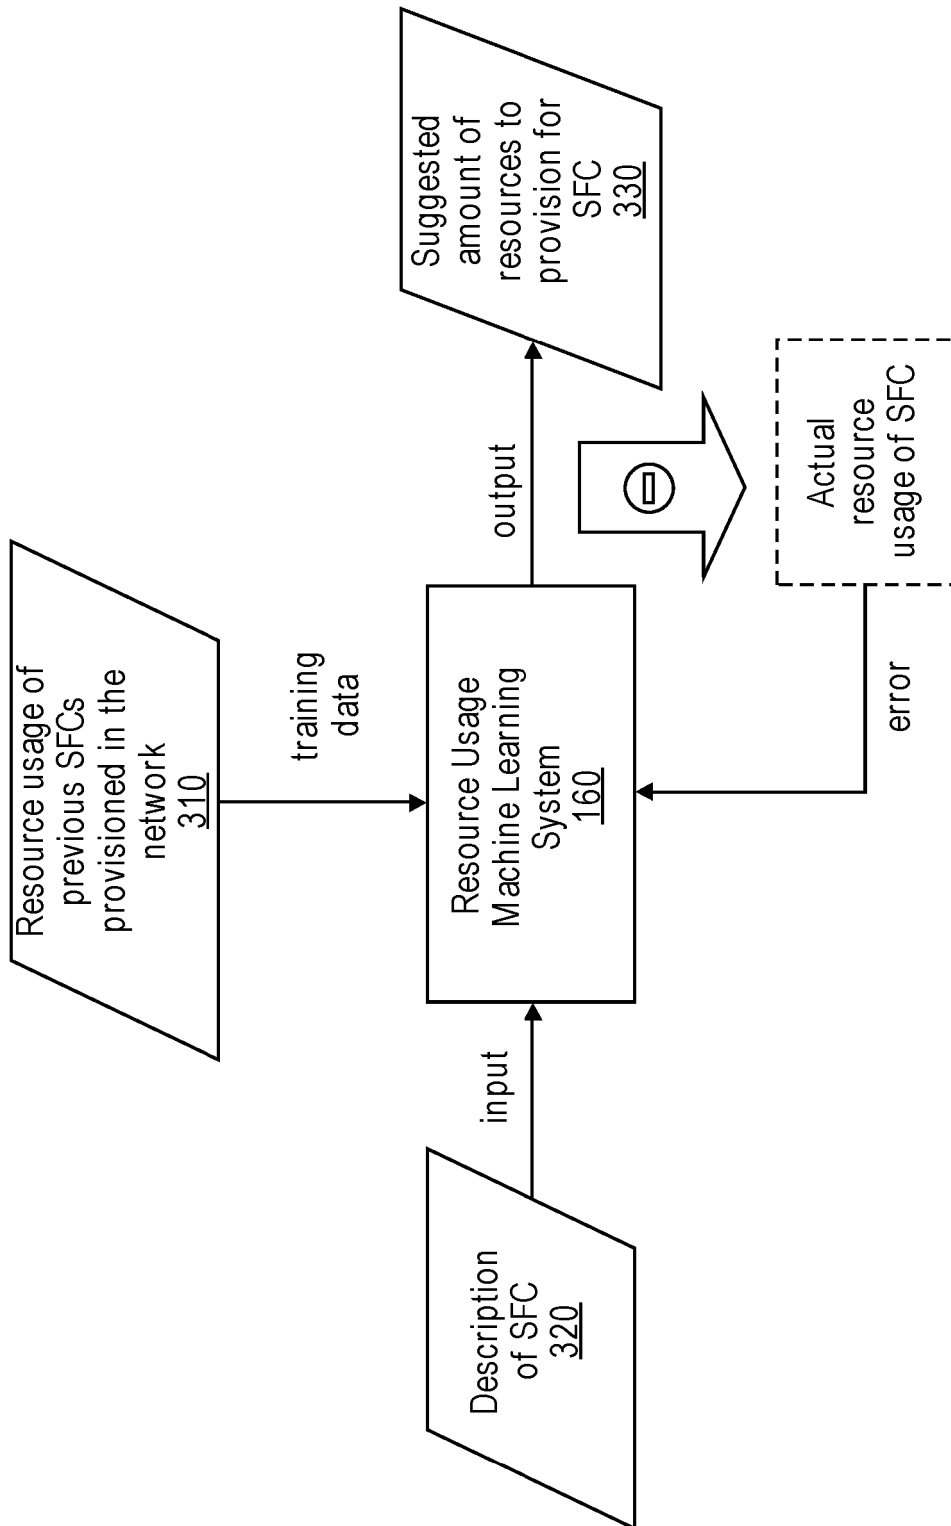 Resource usage of
previous SFCs
provisioned in the
network
310
training
data
Description
of SFC
320
input
Resource Usage
Machine Learning
System
160
output
Suggested
amount of
resources to
provision for
SFC
330
Actual
resource
usage of SFC
error